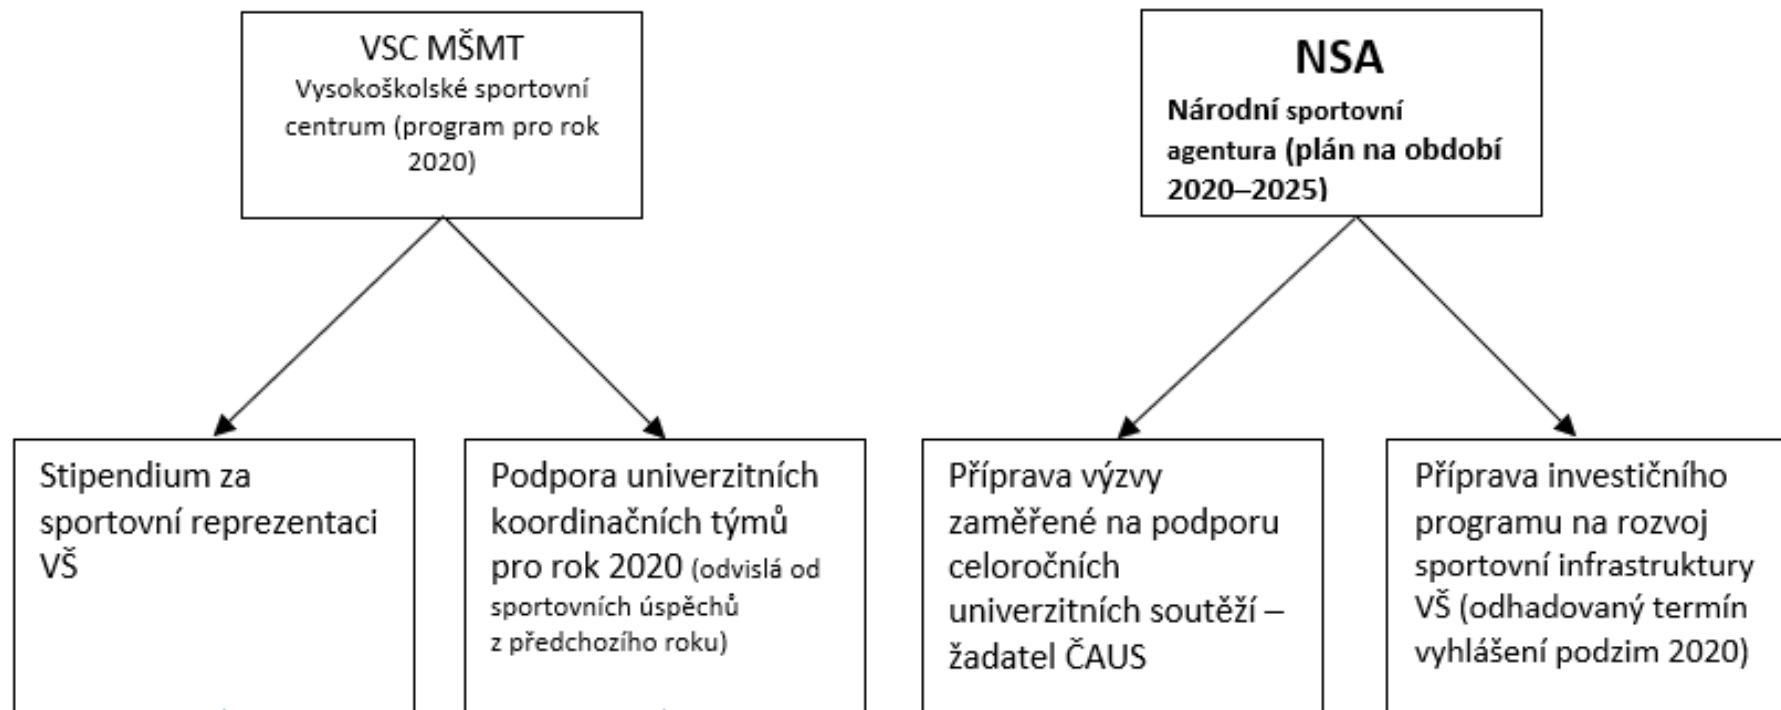 VSC MŠMT
Vysokoškolské sportovní
centrum (program pro rok
2020)
NSA
Národní sportovní
agentura (plán na období
2020–2025)
Stipendium za
sportovní reprezentaci
VŠ
Podpora univerzitních
koordinačních týmů
pro rok 2020 (odvislá od
sportovních úspěchů
z předchozího roku)
Příprava výzvy
zaměřené na podporu
celoročních
univerzitních soutěží –
žadatel ČAUS
Příprava investičního
programu na rozvoj
sportovní infrastruktury
VŠ (odhadovaný termín
vyhlášení podzim 2020)